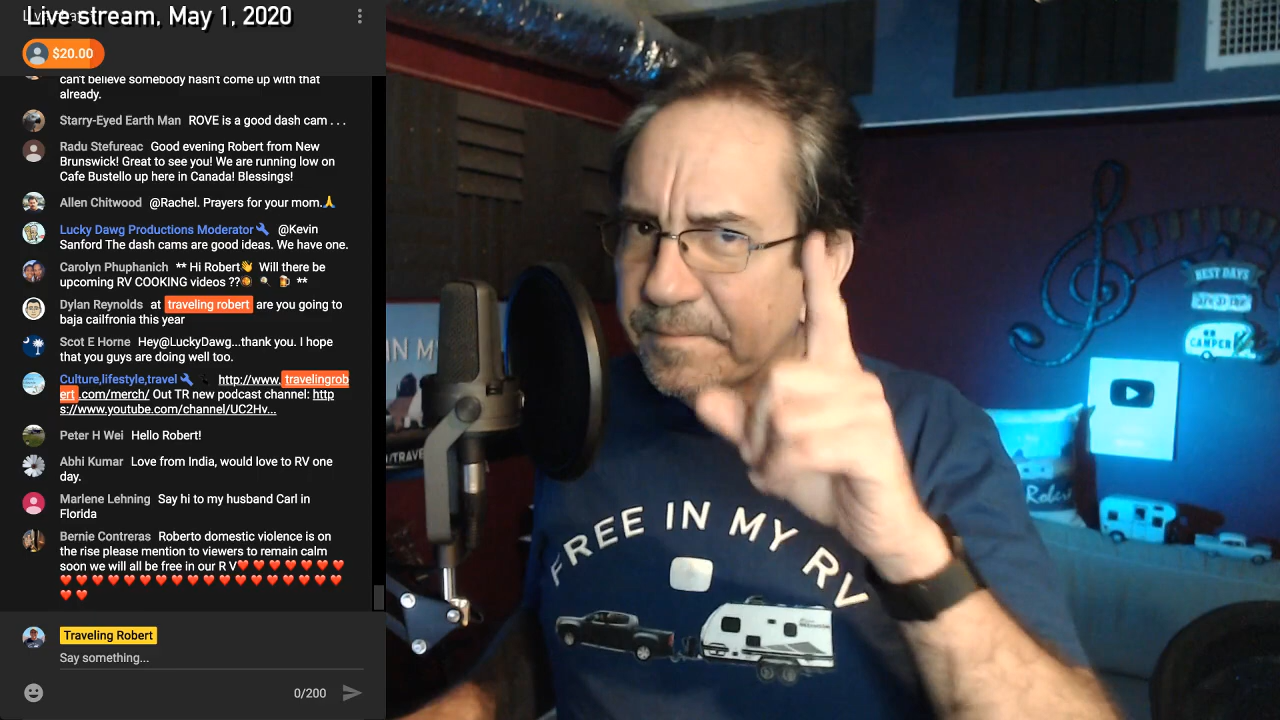 Live stream, May 1, 2020
$20.00
can't believe somebody hasn't come up with that
already.
Starry-Eyed Earth Man ROVE is a good dash cam . . .
Radu Stefureac Good evening Robert from New
Brunswick! Great to see you! We are running low on
Cafe Bustello up here in Canada! Blessings!
Allen Chitwood @Rachel. Prayers for your mom.🙏
Lucky Dawg Productions Moderator @Kevin
Sanford The dash cams are good ideas. We have one.
Carolyn Phuphanich ** Hi Robert👋 Will there be
upcoming RV COOKING videos ??🥘 🍳 🍺 **
Dylan Reynolds at traveling robert are you going to
baja cailfronia this year
Scot E Horne Hey@LuckyDawg...thank you. I hope
that you guys are doing well too.
Culture,lifestyle,travel http://www.travelingrob
ert.com/merch/ Out TR new podcast channel: http
s://www.youtube.com/channel/UC2Hv...
Peter H Wei Hello Robert!
Abhi Kumar Love from India, would love to RV one
day.
Marlene Lehning Say hi to my husband Carl in
Florida
Bernie Contreras Roberto domestic violence is on
the rise please mention to viewers to remain calm
soon we will all be free in our R V❤️❤️❤️❤️❤️❤️❤️
❤️❤️❤️❤️❤️❤️❤️❤️❤️❤️❤️❤️❤️❤️❤️❤️❤️❤️
❤️❤️
Traveling Robert
Say something...
0/200
IN MY
/TRAVE
FREE IN MY RV
BEST DAYS
are at the
CAMPER
Robert